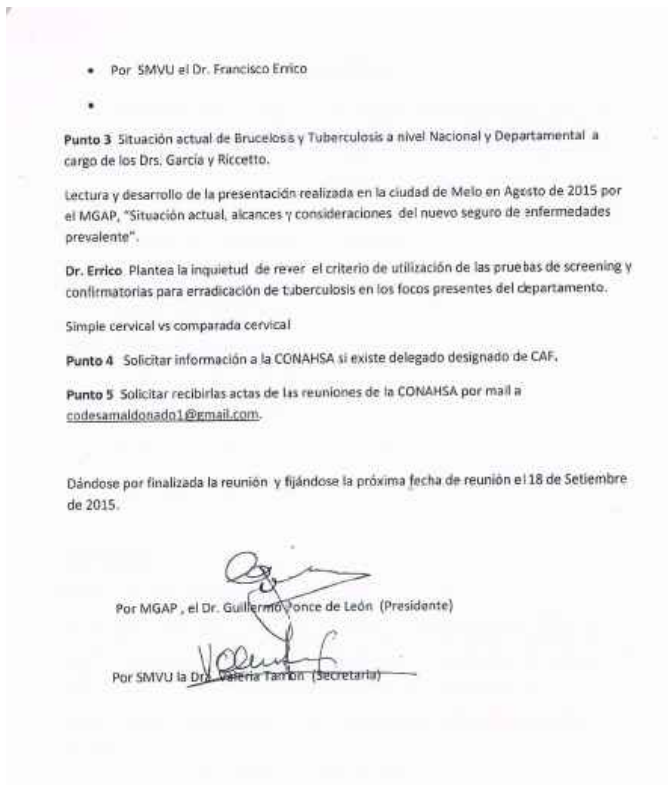 • Por SMVU el Dr. Francisco Errico
•
Punto 3 Situación actual de Brucelosis y Tuberculosis a nivel Nacional y Departamental a
cargo de los Drs. García y Riccetto.
Lectura y desarrollo de la presentación realizada en la ciudad de Melo en Agosto de 2015 por
el MGAP, "Situación actual, alcances y consideraciones del nuevo seguro de enfermedades
prevalente".
Dr. Errico Plantea la inquietud de rever el criterio de utilización de las pruebas de screening y
confirmatorias para erradicación de tuberculosis en los focos presentes del departamento.
Simple cervical vs comparada cervical
Punto 4 Solicitar información a la CONAHSA si existe delegado designado de CAF.
Punto 5 Solicitar recibirlas actas de las reuniones de la CONAHSA por mail a
codesamaldonado1@gmail.com.
Dándose por finalizada la reunión y fijándose la próxima fecha de reunión el 18 de Setiembre
de 2015.
Por MGAP , el Dr. Guillermo Ponce de León (Presidente)
Por SMVU la Dra. Valeria (Secretaria)